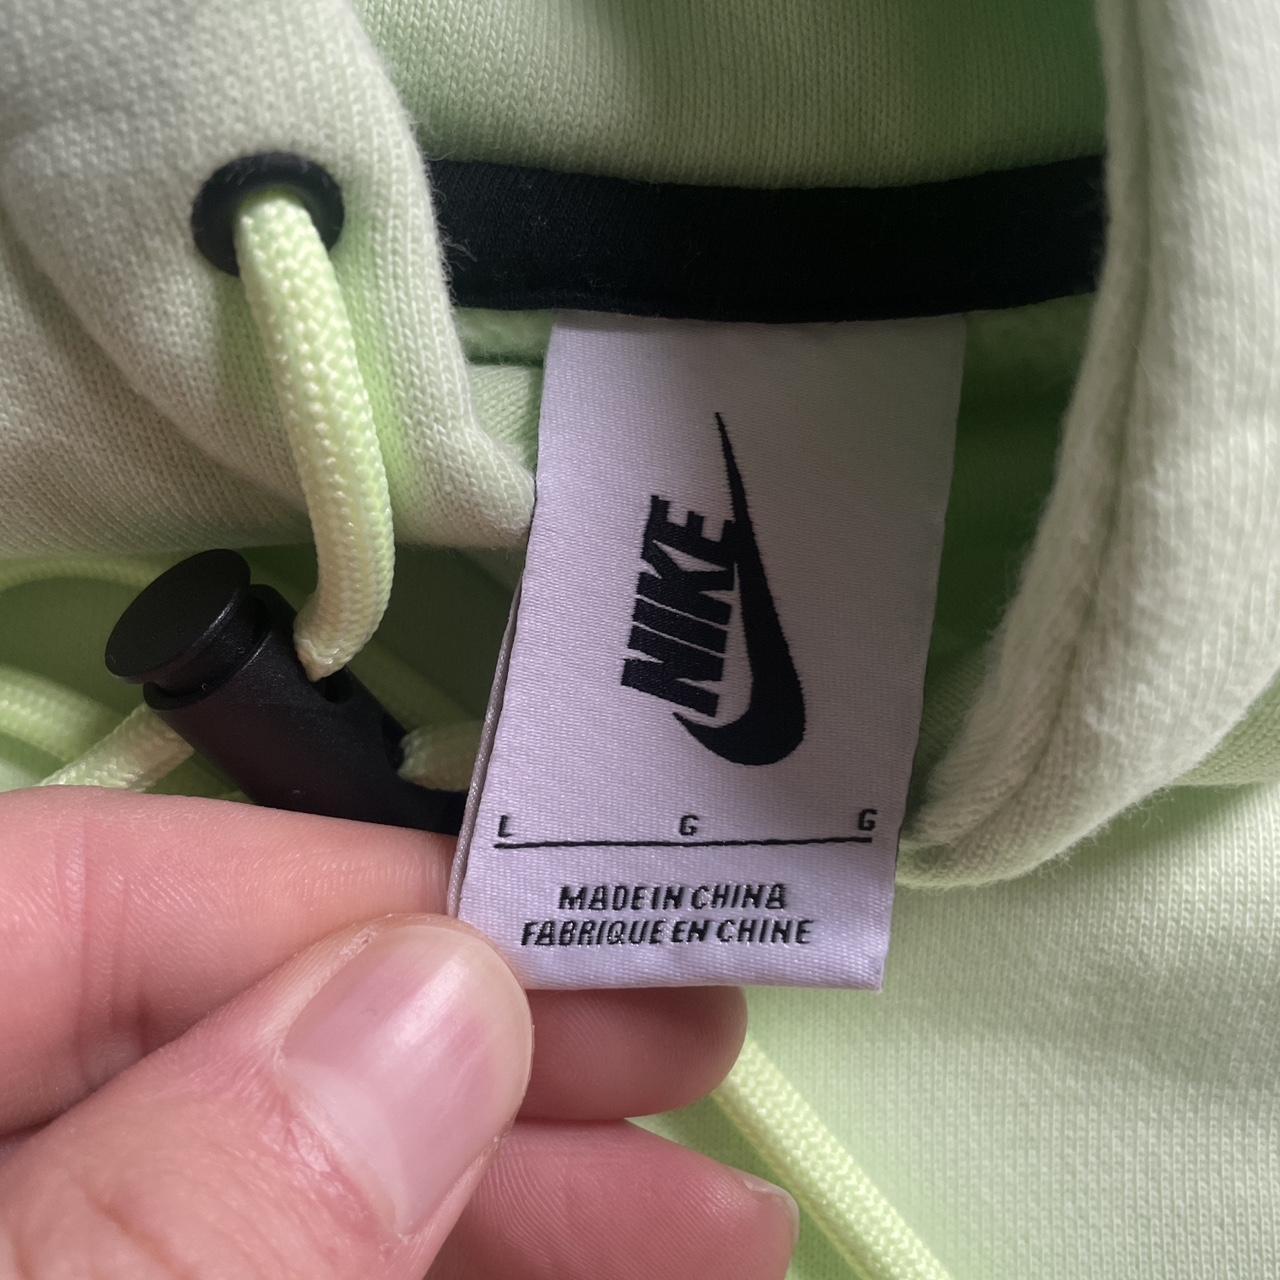 NIKE
L G G
MADE IN CHINA
FABRIQUE EN CHINE